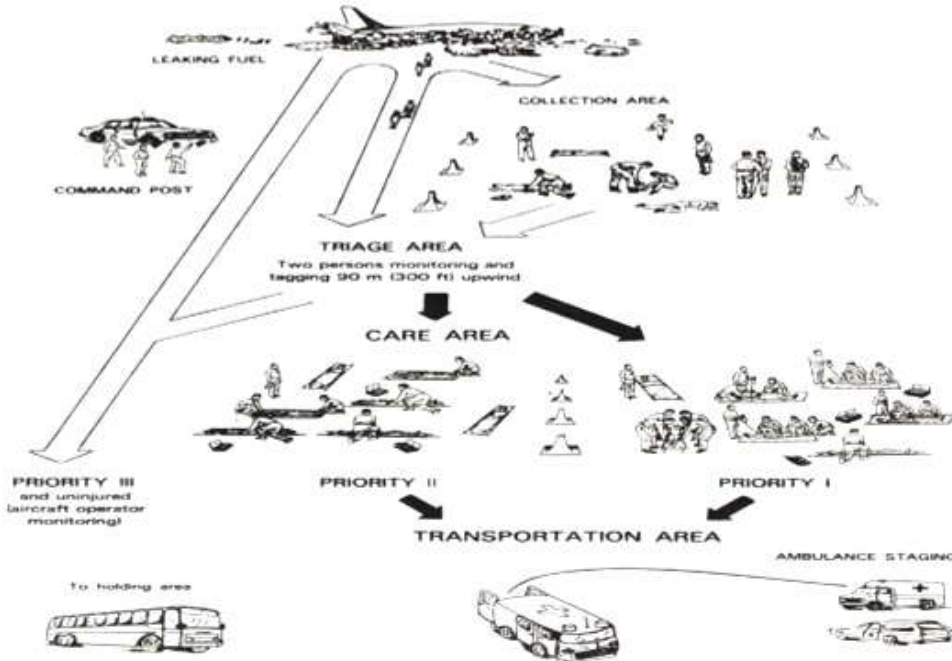 LEAKING FUEL
COLLECTION AREA
COMMAND POST
TRIAGE AREA
Two persons monitoring and
tagging 90 m (300 ft) upwind
CARE AREA
PRIORITY III
and uninjured
(aircraft operator
monitoring)
PRIORITY II
PRIORITY I
TRANSPORTATION AREA
AMBULANCE STAGING
To holding area